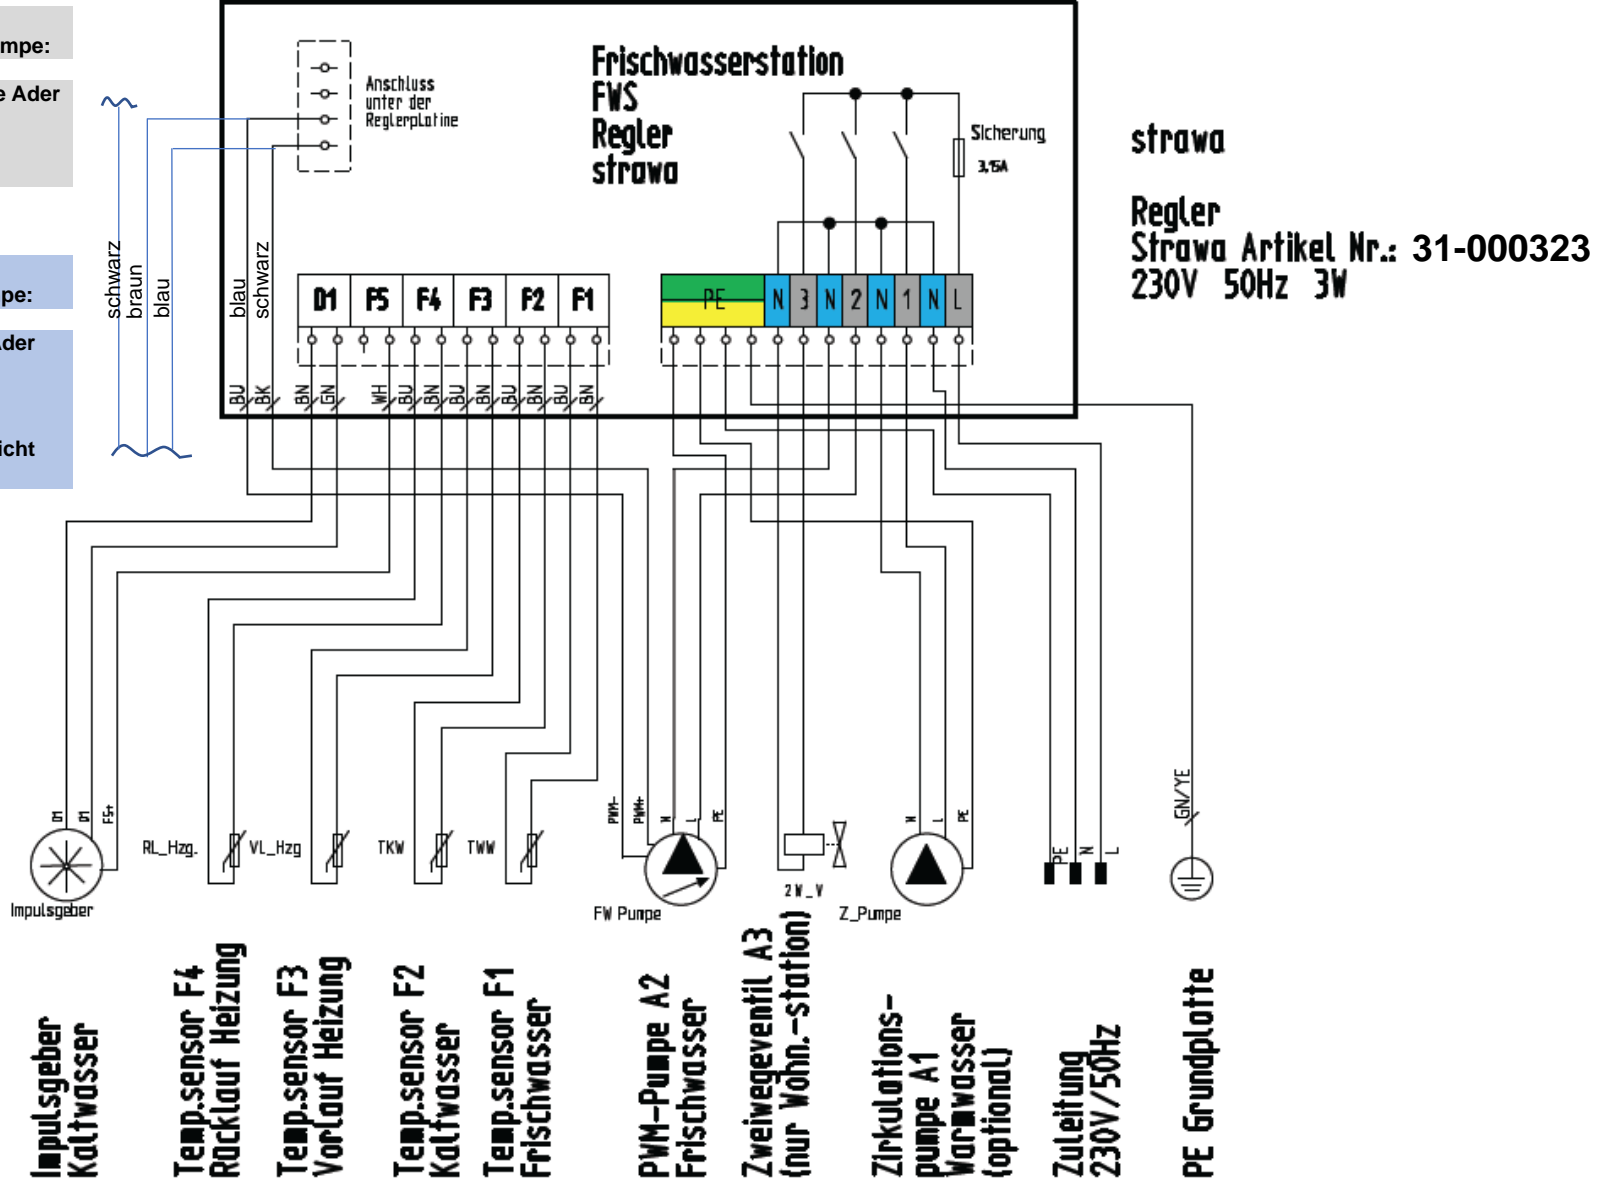 mpe:
e Ader
pe:
Ader
icht
Anschluss
unter der
Reglerplatine
Frischwasserstation
FWS
Regler
strawa
Sicherung
3,15A
strawa
Regler
Strawa Artikel Nr.: 31-000323
230V 50Hz 3W
schwarz
braun
blau
blau
schwarz
D1 F5 F4 F3 F2 F1
PE N 3 N 2 N 1 N L
BU BK BN GN WH BU BN BU BN BU BN BU BN
D1 D1 F5+
RL_Hzg. VL_Hzg TKW TWW
PWM- PWM+ N L PE
N L PE
PE N L
GN/YE
Impulsgeber
FW Pumpe
2W_V
Z_Pumpe
Impulsgeber
Kaltwasser
Temp.sensor F4
Rücklauf Heizung
Temp.sensor F3
Vorlauf Heizung
Temp.sensor F2
Kaltwasser
Temp.sensor F1
Frischwasser
PWM-Pumpe A2
Frischwasser
Zweiwegeventil A3
(nur Wohn.-station)
Zirkulations-
pumpe A1
Warmwasser
(optional)
Zuleitung
230V/50Hz
PE Grundplatte